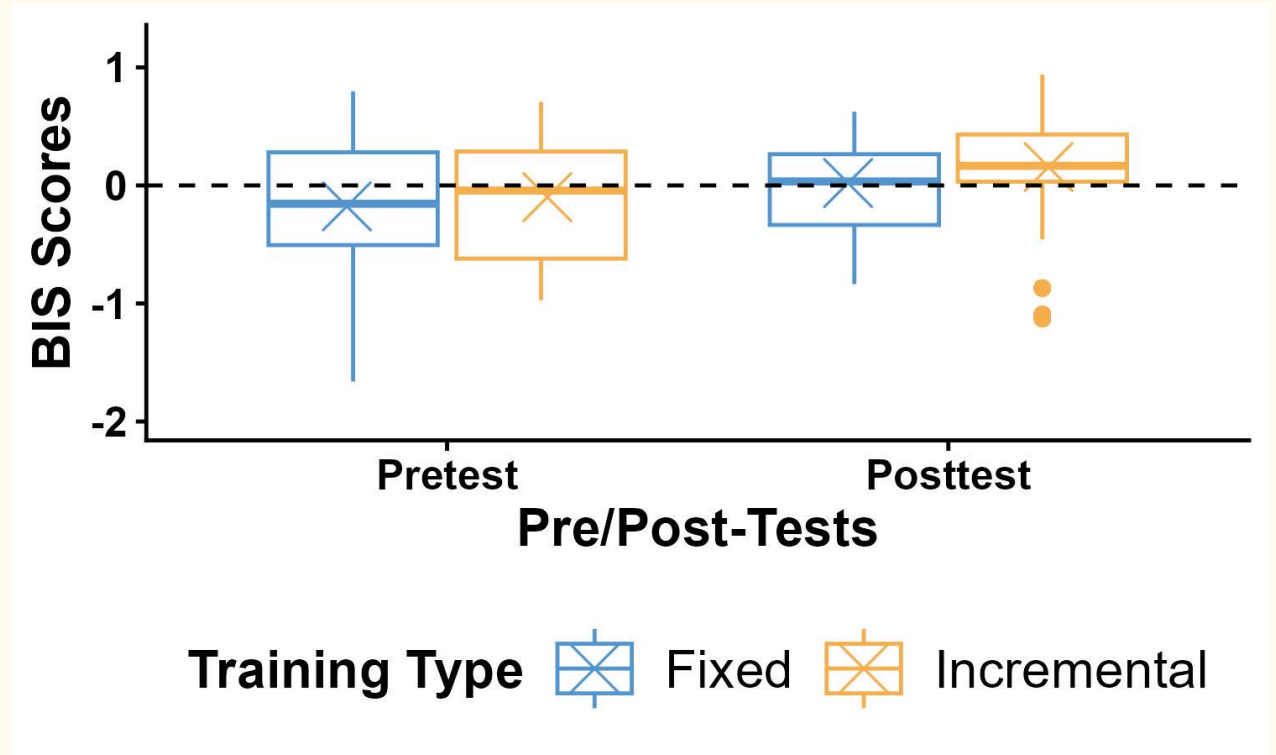 BIS Scores
1
0
-1
-2
Pretest Posttest
Pre/Post-Tests
Training Type Fixed Incremental